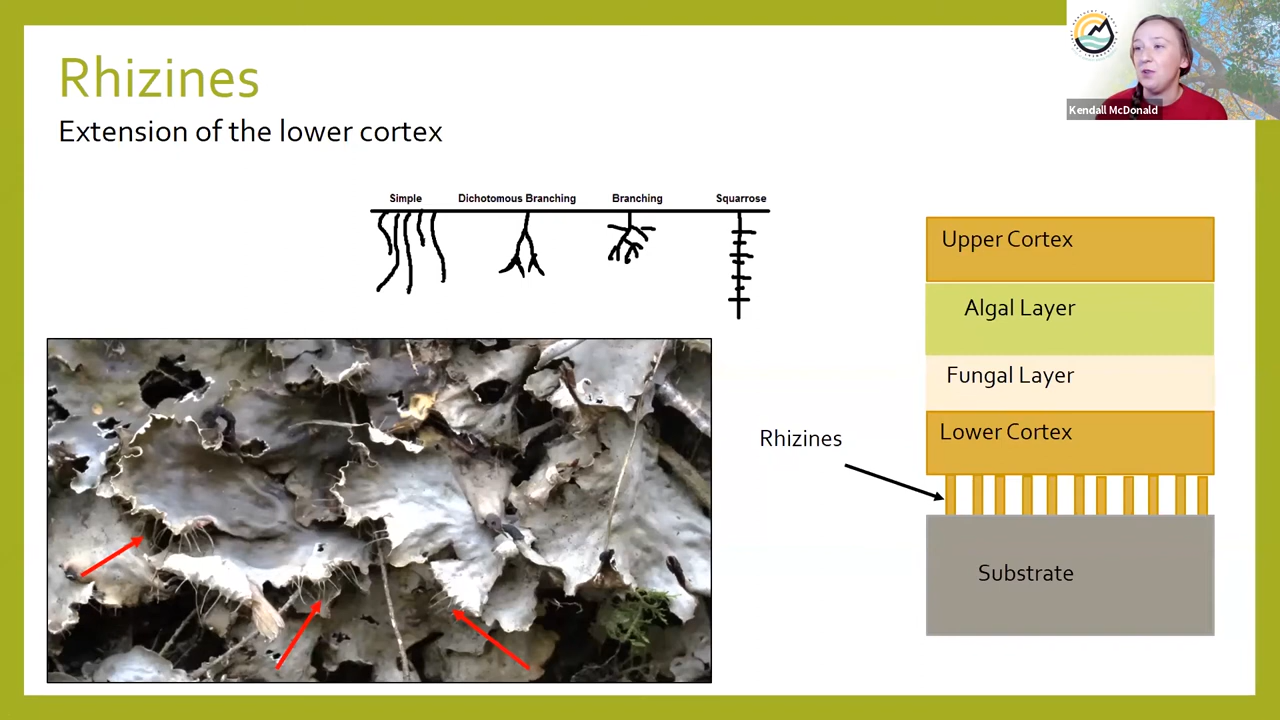 Rhizines
Extension of the lower cortex
Kendall McDonald
Simple
Dichotomous Branching
Branching
Squarrose
Upper Cortex
Algal Layer
Fungal Layer
Rhizines
Lower Cortex
Substrate